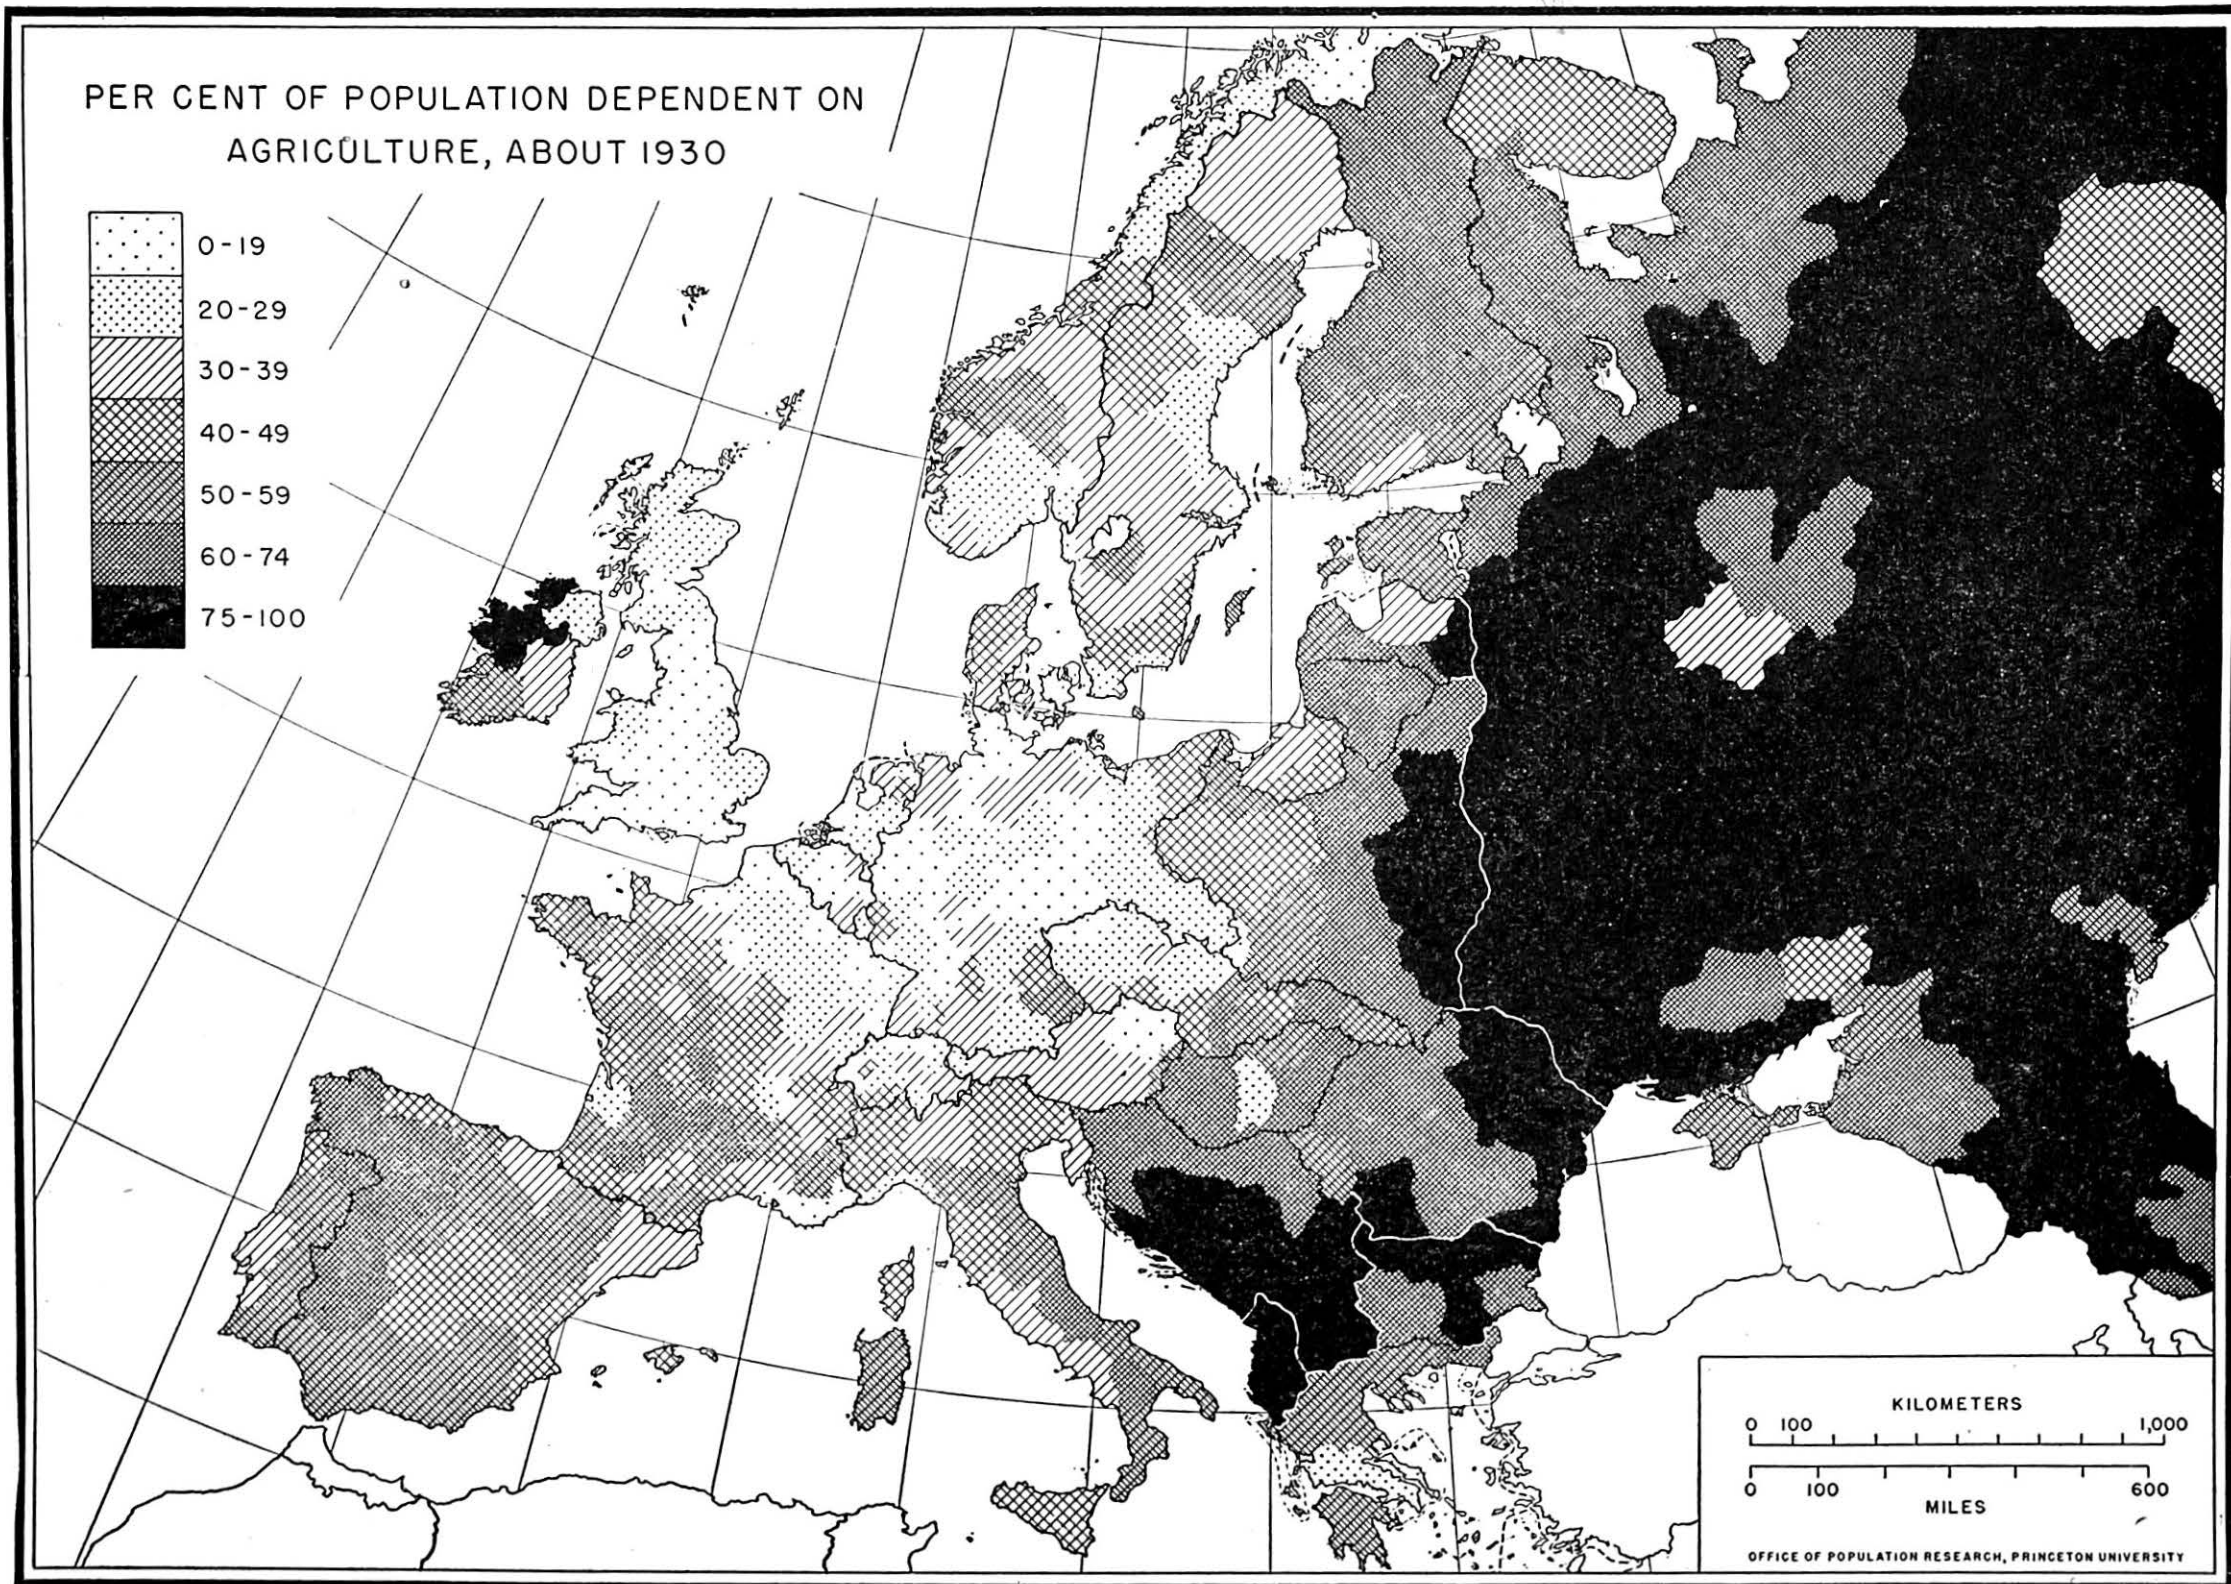 PER CENT OF POPULATION DEPENDENT ON
AGRICULTURE, ABOUT 1930
0-19
20-29
30-39
40-49
50-59
60-74
75-100
KILOMETERS
0 100 1,000
0 100 600
MILES
OFFICE OF POPULATION RESEARCH, PRINCETON UNIVERSITY